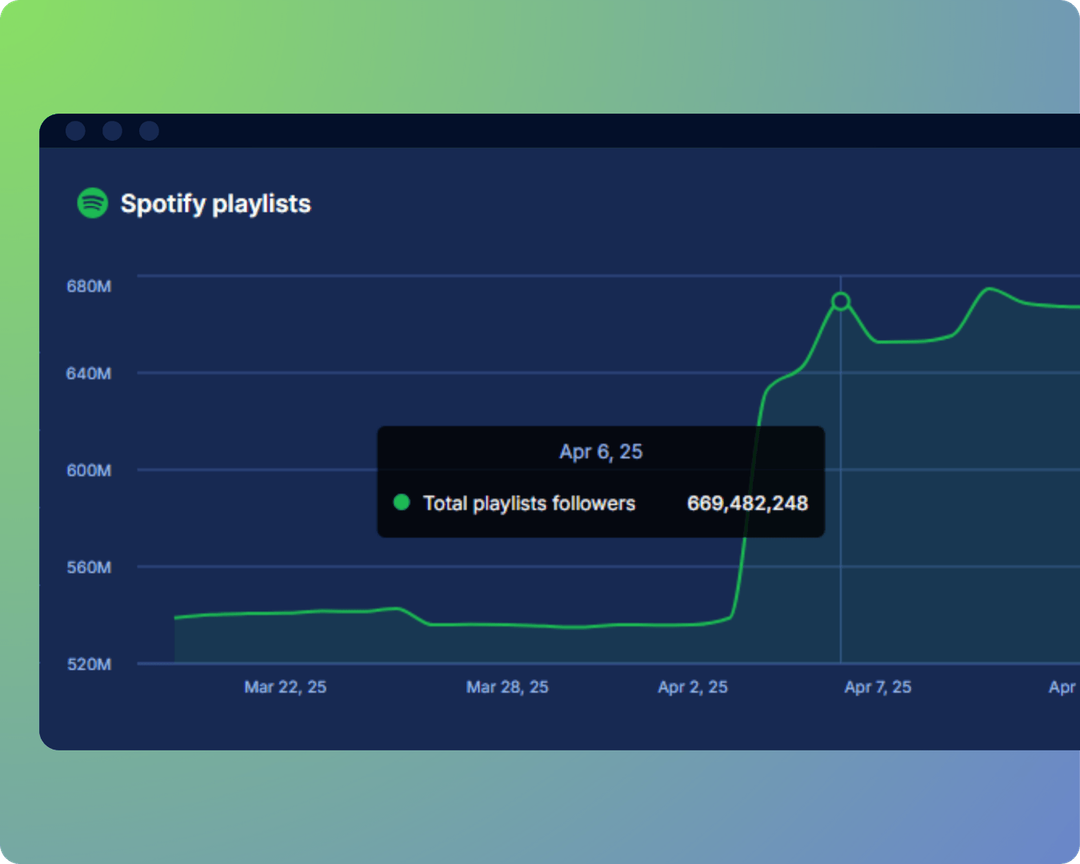 Spotify playlists
680M
640M
600M
560M
520M
Apr 6, 25
Total playlists followers 669,482,248
Mar 22, 25 Mar 28, 25 Apr 2, 25 Apr 7, 25 Apr